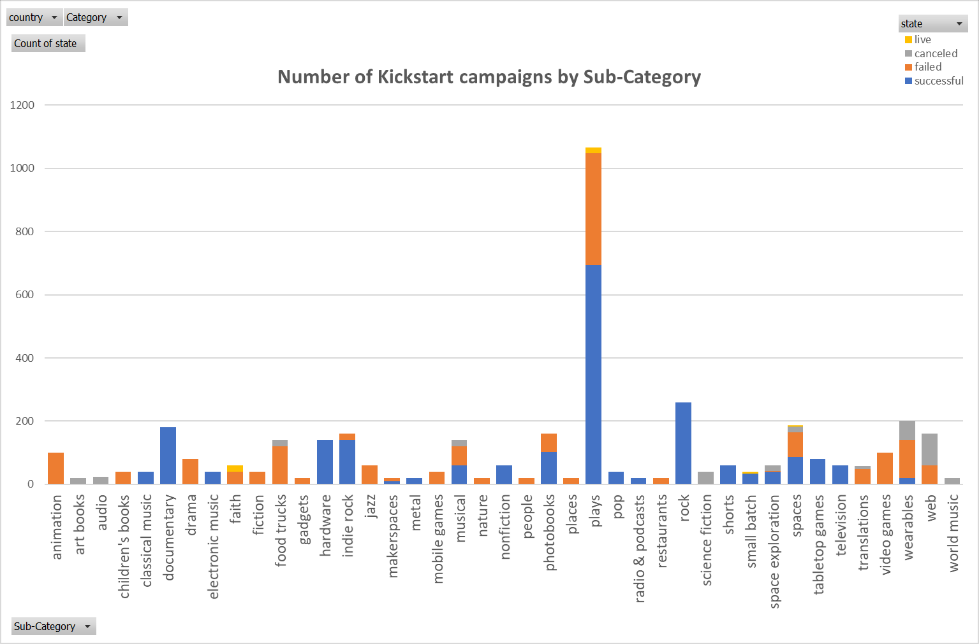 country Category
Count of state
state
live
canceled
failed
successful
Number of Kickstart campaigns by Sub-Category
1200
1000
800
600
400
200
0
animation
art books
audio
children's books
classical music
documentary
drama
electronic music
faith
fiction
food trucks
gadgets
hardware
indie rock
jazz
makerspaces
metal
mobile games
musical
nature
nonfiction
people
photobooks
places
plays
pop
radio & podcasts
restaurants
rock
science fiction
shorts
small batch
space exploration
spaces
tabletop games
television
translations
video games
wearables
web
world music
Sub-Category